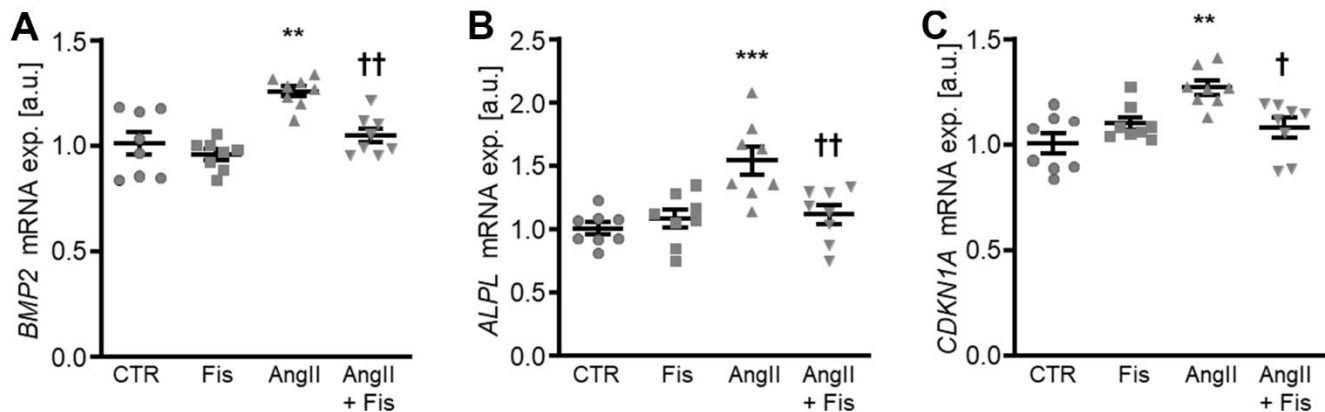 A
BMP2 mRNA exp. [a.u.]
1.5
1.0
0.5
0.0
**
††
CTR
Fis
AngII
AngII
+ Fis
B
ALPL mRNA exp. [a.u.]
2.5
2.0
1.5
1.0
0.5
0.0
***
††
CTR
Fis
AngII
AngII
+ Fis
C
CDKN1A mRNA exp. [a.u.]
1.5
1.0
0.5
0.0
**
†
CTR
Fis
AngII
AngII
+ Fis